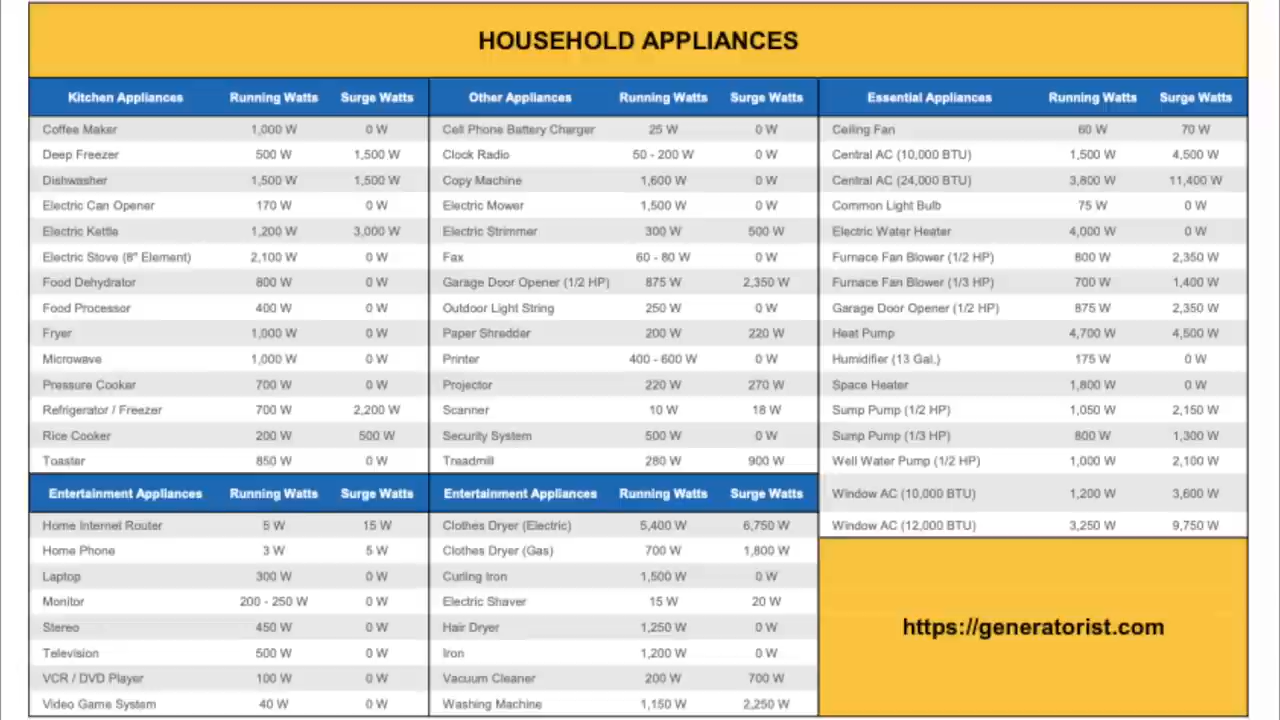 HOUSEHOLD APPLIANCES
Kitchen Appliances Running Watts Surge Watts
Coffee Maker 1,000 W 0 W
Deep Freezer 500 W 1,500 W
Dishwasher 1,500 W 1,500 W
Electric Can Opener 170 W 0 W
Electric Kettle 1,200 W 3,000 W
Electric Stove (8" Element) 2,100 W 0 W
Food Dehydrator 800 W 0 W
Food Processor 400 W 0 W
Fryer 1,000 W 0 W
Microwave 1,000 W 0 W
Pressure Cooker 700 W 0 W
Refrigerator / Freezer 700 W 2,200 W
Rice Cooker 200 W 500 W
Toaster 850 W 0 W
Entertainment Appliances Running Watts Surge Watts
Home Internet Router 5 W 15 W
Home Phone 3 W 5 W
Laptop 300 W 0 W
Monitor 200 - 250 W 0 W
Stereo 450 W 0 W
Television 500 W 0 W
VCR / DVD Player 100 W 0 W
Video Game System 40 W 0 W
Other Appliances Running Watts Surge Watts
Cell Phone Battery Charger 25 W 0 W
Clock Radio 50 - 200 W 0 W
Copy Machine 1,600 W 0 W
Electric Mower 1,500 W 0 W
Electric Strimmer 300 W 500 W
Fax 60 - 80 W 0 W
Garage Door Opener (1/2 HP) 875 W 2,350 W
Outdoor Light String 250 W 0 W
Paper Shredder 200 W 220 W
Printer 400 - 600 W 0 W
Projector 220 W 270 W
Scanner 10 W 18 W
Security System 500 W 0 W
Treadmill 280 W 900 W
Entertainment Appliances Running Watts Surge Watts
Clothes Dryer (Electric) 5,400 W 6,750 W
Clothes Dryer (Gas) 700 W 1,800 W
Curling Iron 1,500 W 0 W
Electric Shaver 15 W 20 W
Hair Dryer 1,250 W 0 W
Iron 1,200 W 0 W
Vacuum Cleaner 200 W 700 W
Washing Machine 1,150 W 2,250 W
Essential Appliances Running Watts Surge Watts
Ceiling Fan 60 W 70 W
Central AC (10,000 BTU) 1,500 W 4,500 W
Central AC (24,000 BTU) 3,800 W 11,400 W
Common Light Bulb 75 W 0 W
Electric Water Heater 4,000 W 0 W
Furnace Fan Blower (1/2 HP) 800 W 2,350 W
Furnace Fan Blower (1/3 HP) 700 W 1,400 W
Garage Door Opener (1/2 HP) 875 W 2,350 W
Heat Pump 4,700 W 4,500 W
Humidifier (13 Gal.) 175 W 0 W
Space Heater 1,800 W 0 W
Sump Pump (1/2 HP) 1,050 W 2,150 W
Sump Pump (1/3 HP) 800 W 1,300 W
Well Water Pump (1/2 HP) 1,000 W 2,100 W
Window AC (10,000 BTU) 1,200 W 3,600 W
Window AC (12,000 BTU) 3,250 W 9,750 W
https://generatorist.com